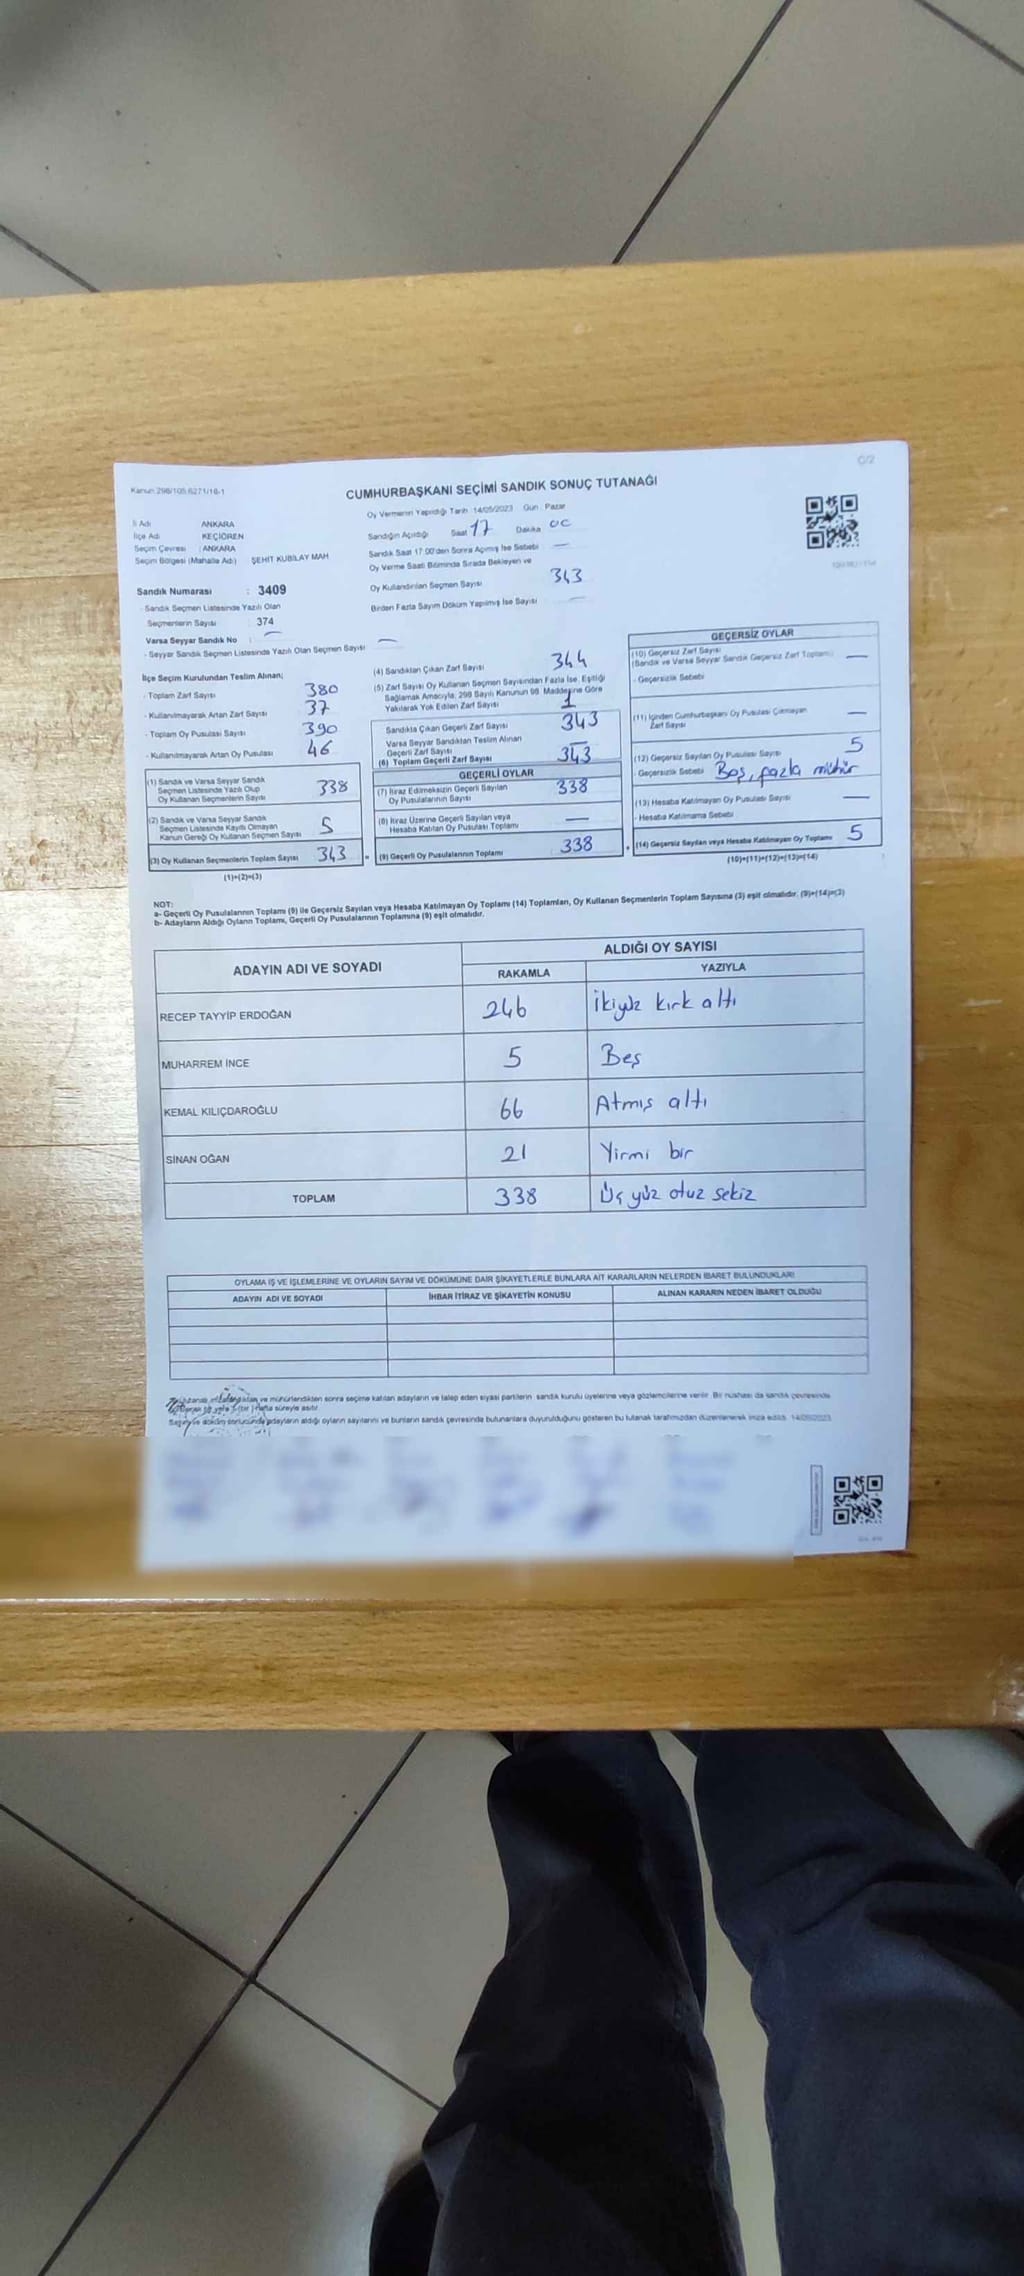 C/2
Kanun 298/105,6271/16-1
CUMHURBAŞKANI SEÇİMİ SANDIK SONUÇ TUTANAĞI
İl Adı ANKARA
İlçe Adı : KEÇİÖREN
Seçim Çevresi : ANKARA
Seçim Bölgesi (Mahalle Adı) ŞEHİT KUBİLAY MAH
Oy Vermenin Yapıldığı Tarih 14/05/2023 Gün Pazar
Sandığın Açıldığı Saat 17 Dakika 00
Sandık Saat 17:00'den Sonra Açımış İse Sebebi —
Oy Verme Saati Bitiminde Sırada Bekleyen ve
Oy Kullandırılan Seçmen Sayısı 343
Birden Fazla Sayım Döküm Yapılmış İse Sayısı —
Sandık Numarası : 3409
- Sandık Seçmen Listesinde Yazılı Olan
Seçmenlerin Sayısı : 374
Varsa Seyyar Sandık No : —
- Seyyar Sandık Seçmen Listesinde Yazılı Olan Seçmen Sayısı —
İlçe Seçim Kurulundan Teslim Alınan;
- Toplam Zarf Sayısı 380
- Kullanılmayarak Artan Zarf Sayısı 37
- Toplam Oy Pusulası Sayısı 390
- Kullanılmayarak Artan Oy Pusulası 46
(1) Sandık ve Varsa Seyyar Sandık
Seçmen Listesinde Yazılı Olup
Oy Kullanan Seçmenlerin Sayısı 338
(2) Sandık ve Varsa Seyyar Sandık
Seçmen Listesinde Kayıtlı Olmayan
Kanun Gereği Oy Kullanan Seçmen Sayısı 5
(3) Oy Kullanan Seçmenlerin Toplam Sayısı 343
(1)+(2)=(3)
(4) Sandıktan Çıkan Zarf Sayısı 344
(5) Zarf Sayısı Oy Kullanan Seçmen Sayısından Fazla İse, Eşitliği
Sağlamak Amacıyla, 298 Sayılı Kanunun 98. Maddesine Göre
Yakılarak Yok Edilen Zarf Sayısı 1
Sandıkta Çıkan Geçerli Zarf Sayısı 343
Varsa Seyyar Sandıktan Teslim Alınan
Geçerli Zarf Sayısı —
(6) Toplam Geçerli Zarf Sayısı 343
GEÇERLİ OYLAR
(7) İtiraz Edilmeksizin Geçerli Sayılan
Oy Pusulalarının Sayısı 338
(8) İtiraz Üzerine Geçerli Sayılan veya
Hesaba Katılan Oy Pusulası Toplamı —
(9) Geçerli Oy Pusulalarının Toplamı 338
GEÇERSİZ OYLAR
(10) Geçersiz Zarf Sayısı
(Sandık ve Varsa Seyyar Sandık Geçersiz Zarf Toplamı) —
- Geçersizlik Sebebi
(11) İçinden Cumhurbaşkanı Oy Pusulası Çıkmayan
Zarf Sayısı —
(12) Geçersiz Sayılan Oy Pusulası Sayısı 5
- Geçersizlik Sebebi Boş, fazla mühür
(13) Hesaba Katılmayan Oy Pusulası Sayısı —
- Hesaba Katılmama Sebebi
(14) Geçersiz Sayılan veya Hesaba Katılmayan Oy Toplamı 5
(10)+(11)+(12)+(13)=(14)
NOT:
a- Geçerli Oy Pusulalarının Toplamı (9) ile Geçersiz Sayılan veya Hesaba Katılmayan Oy Toplamı (14) Toplamları, Oy Kullanan Seçmenlerin Toplam Sayısına (3) eşit olmalıdır. (9)+(14)=(3)
b- Adayların Aldığı Oyların Toplamı, Geçerli Oy Pusulalarının Toplamına (9) eşit olmalıdır.
ADAYIN ADI VE SOYADI ALDIĞI OY SAYISI
RAKAMLA YAZIYLA
RECEP TAYYİP ERDOĞAN 246 İkiyüz kırk altı
MUHARREM İNCE 5 Beş
KEMAL KILIÇDAROĞLU 66 Atmış altı
SİNAN OĞAN 21 Yirmi bir
TOPLAM 338 Üç yüz otuz sekiz
OYLAMA İŞ VE İŞLEMLERİNE VE OYLARIN SAYIM VE DÖKÜMÜNE DAİR ŞİKAYETLERLE BUNLARA AİT KARARLARIN NELERDEN İBARET BULUNDUKLARI
ADAYIN ADI VE SOYADI İHBAR İTİRAZ VE ŞİKAYETİN KONUSU ALINAN KARARIN NEDEN İBARET OLDUĞU
ve mühürlendikten sonra seçime katılan adayların ve talep eden siyasi partilerin sandık kurulu üyelerine veya gözlemcilerine verilir. Bir nüshası da sandık çevresinde
hafta süreyle asılır.
Sayım ve döküm sonucunda adayların aldığı oyların sayılarını ve bunların sandık çevresinde bulunanlara duyurulduğunu gösteren bu tutanak tarafımızdan düzenlenerek imza edildi. 14/05/2023